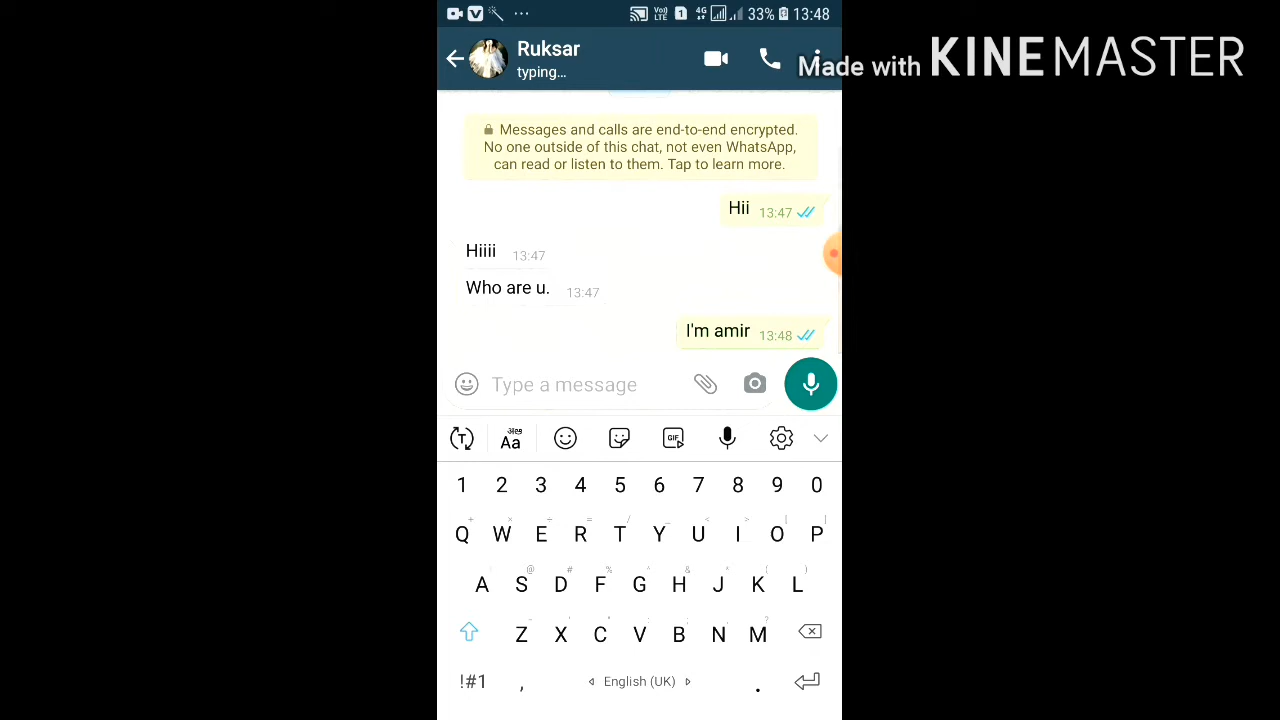 33% 13:48
Made with KINEMASTER
Ruksar
typing...
Messages and calls are end-to-end encrypted.
No one outside of this chat, not even WhatsApp,
can read or listen to them. Tap to learn more.
Hii 13:47
Hiiii 13:47
Who are u. 13:47
I'm amir 13:48
Type a message
Aa
GIF
1 2 3 4 5 6 7 8 9 0
Q W E R T Y U I O P
A S D F G H J K L
Z X C V B N M
!#1 , English (UK) .